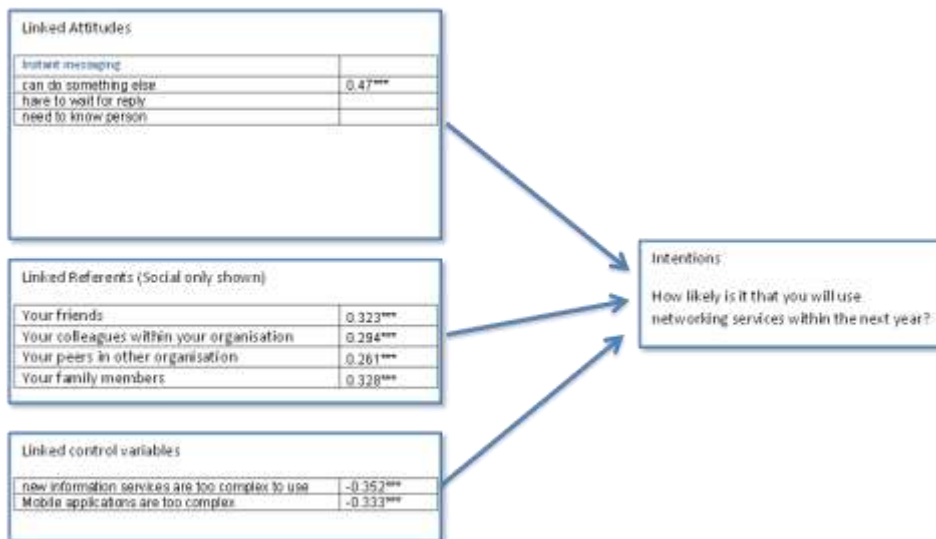 Linked Attitudes
Instant messaging
can do something else 0.47***
have to wait for reply
need to know person
Linked Referents (Social only shown)
Your friends 0.323***
Your colleagues within your organisation 0.294***
Your peers in other organisation 0.261***
Your family members 0.328***
Linked control variables
new information services are too complex to use -0.352***
Mobile applications are too complex -0.333***
Intentions
How likely is it that you will use
networking services within the next year?